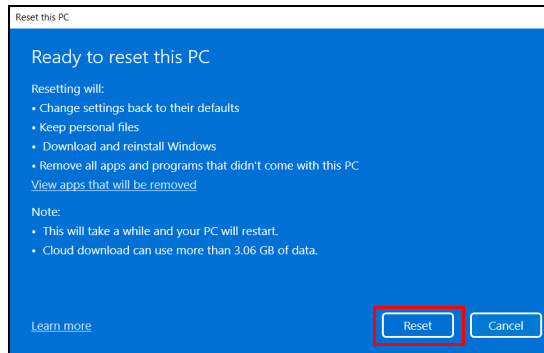 Reset this PC
Ready to reset this PC
Resetting will:
• Change settings back to their defaults
• Keep personal files
• Download and reinstall Windows
• Remove all apps and programs that didn't come with this PC
View apps that will be removed
Note:
• This will take a while and your PC will restart.
• Cloud download can use more than 3.06 GB of data.
Learn more
Reset
Cancel